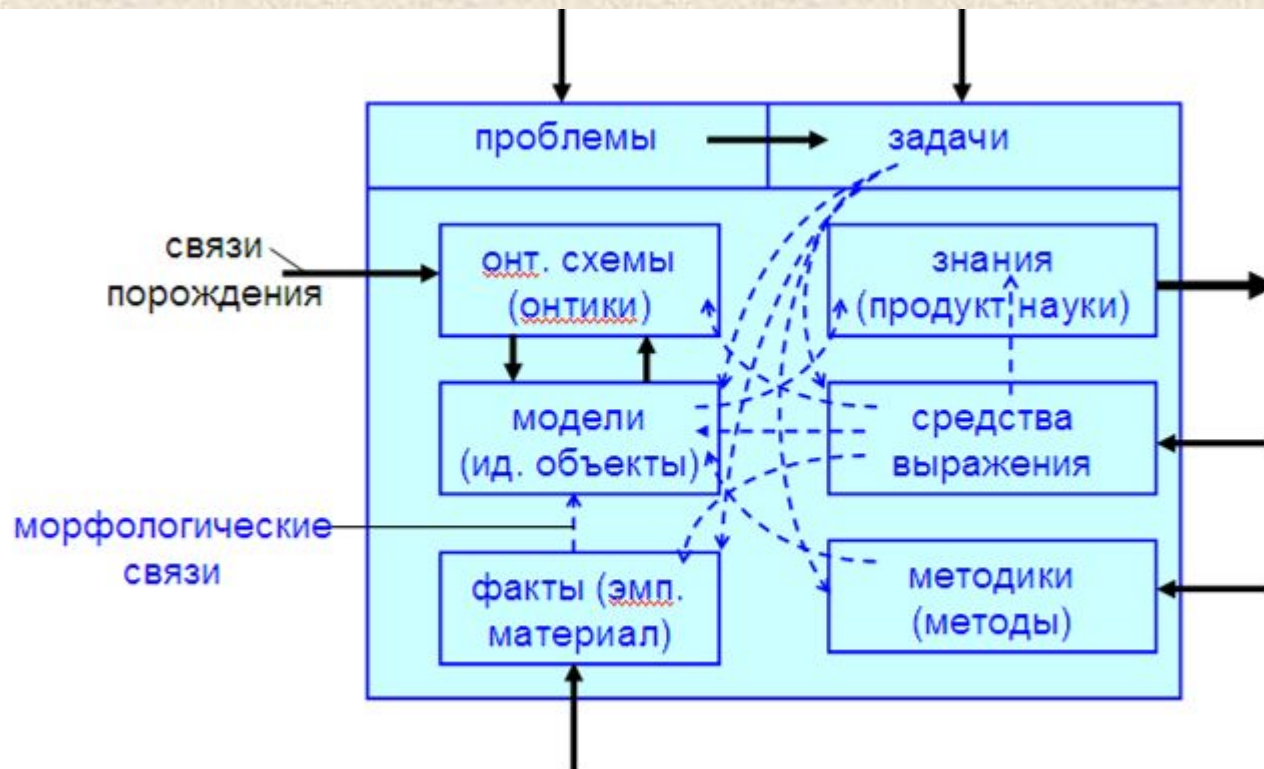 проблемы
задачи
связи
порождения
онт. схемы
(онтики)
знания
(продукт науки)
модели
(ид. объекты)
средства
выражения
морфологические
связи
факты (эмп.
материал)
методики
(методы)